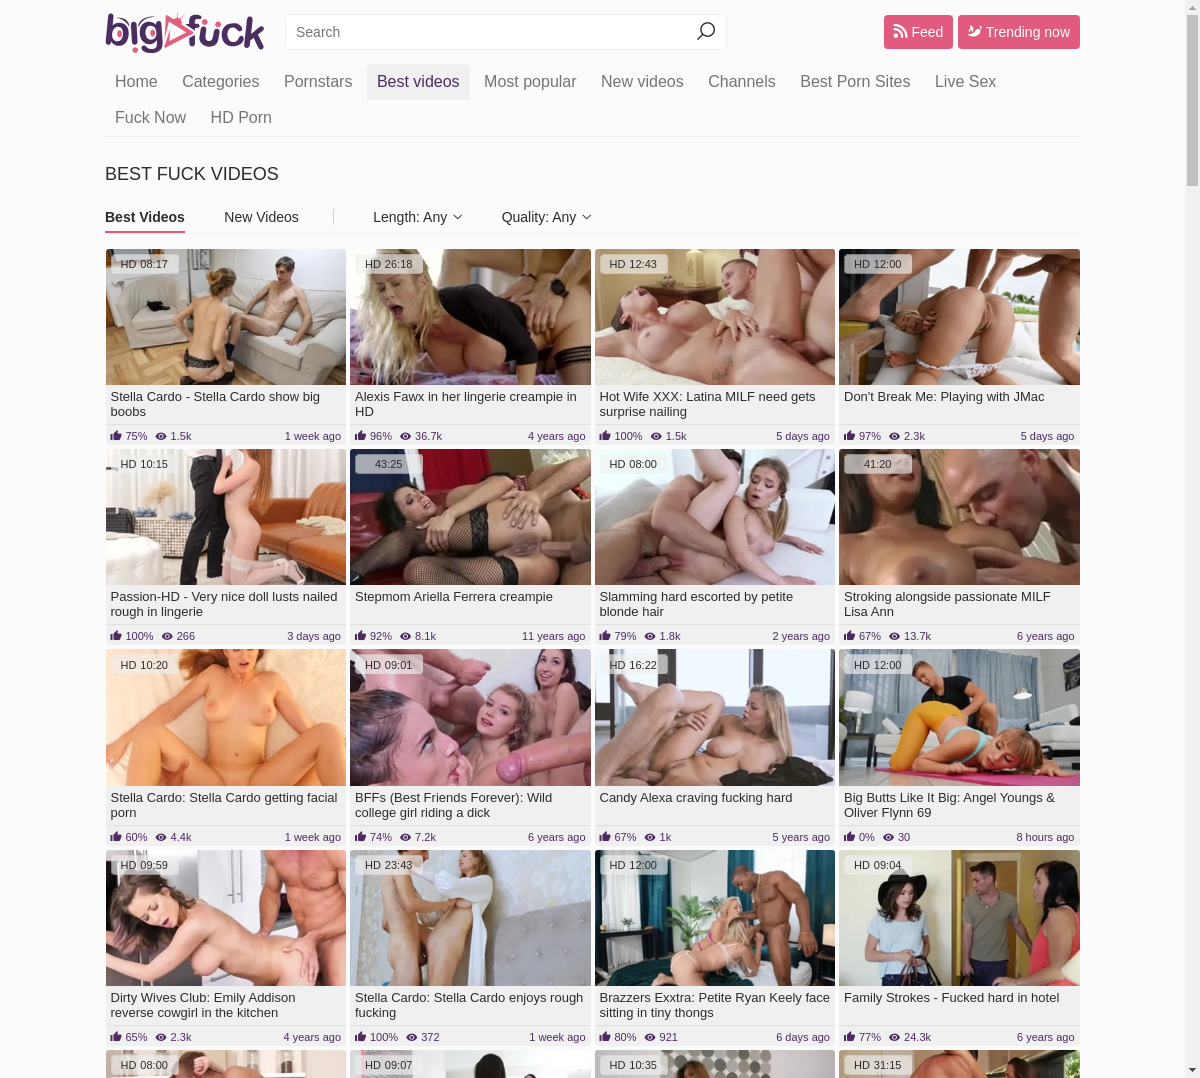 bigfuck
Search
Feed
Trending now
Home
Categories
Pornstars
Best videos
Most popular
New videos
Channels
Best Porn Sites
Live Sex
Fuck Now
HD Porn
BEST FUCK VIDEOS
Best Videos
New Videos
Length: Any
Quality: Any
HD 08:17
HD 26:18
HD 12:43
HD 12:00
Stella Cardo - Stella Cardo show big
boobs
Alexis Fawx in her lingerie creampie in
HD
Hot Wife XXX: Latina MILF need gets
surprise nailing
Don't Break Me: Playing with JMac
75% 1.5k 1 week ago
96% 36.7k 4 years ago
100% 1.5k 5 days ago
97% 2.3k 5 days ago
HD 10:15
43:25
HD 08:00
41:20
Passion-HD - Very nice doll lusts nailed
rough in lingerie
Stepmom Ariella Ferrera creampie
Slamming hard escorted by petite
blonde hair
Stroking alongside passionate MILF
Lisa Ann
100% 266 3 days ago
92% 8.1k 11 years ago
79% 1.8k 2 years ago
67% 13.7k 6 years ago
HD 10:20
HD 09:01
HD 16:22
HD 12:00
Stella Cardo: Stella Cardo getting facial
porn
BFFs (Best Friends Forever): Wild
college girl riding a dick
Candy Alexa craving fucking hard
Big Butts Like It Big: Angel Youngs &
Oliver Flynn 69
60% 4.4k 1 week ago
74% 7.2k 6 years ago
67% 1k 5 years ago
0% 30 8 hours ago
HD 09:59
HD 23:43
HD 12:00
HD 09:04
Dirty Wives Club: Emily Addison
reverse cowgirl in the kitchen
Stella Cardo: Stella Cardo enjoys rough
fucking
Brazzers Exxtra: Petite Ryan Keely face
sitting in tiny thongs
Family Strokes - Fucked hard in hotel
65% 2.3k 4 years ago
100% 372 1 week ago
80% 921 6 days ago
77% 24.3k 6 years ago
HD 08:00
HD 09:07
HD 10:35
HD 31:15